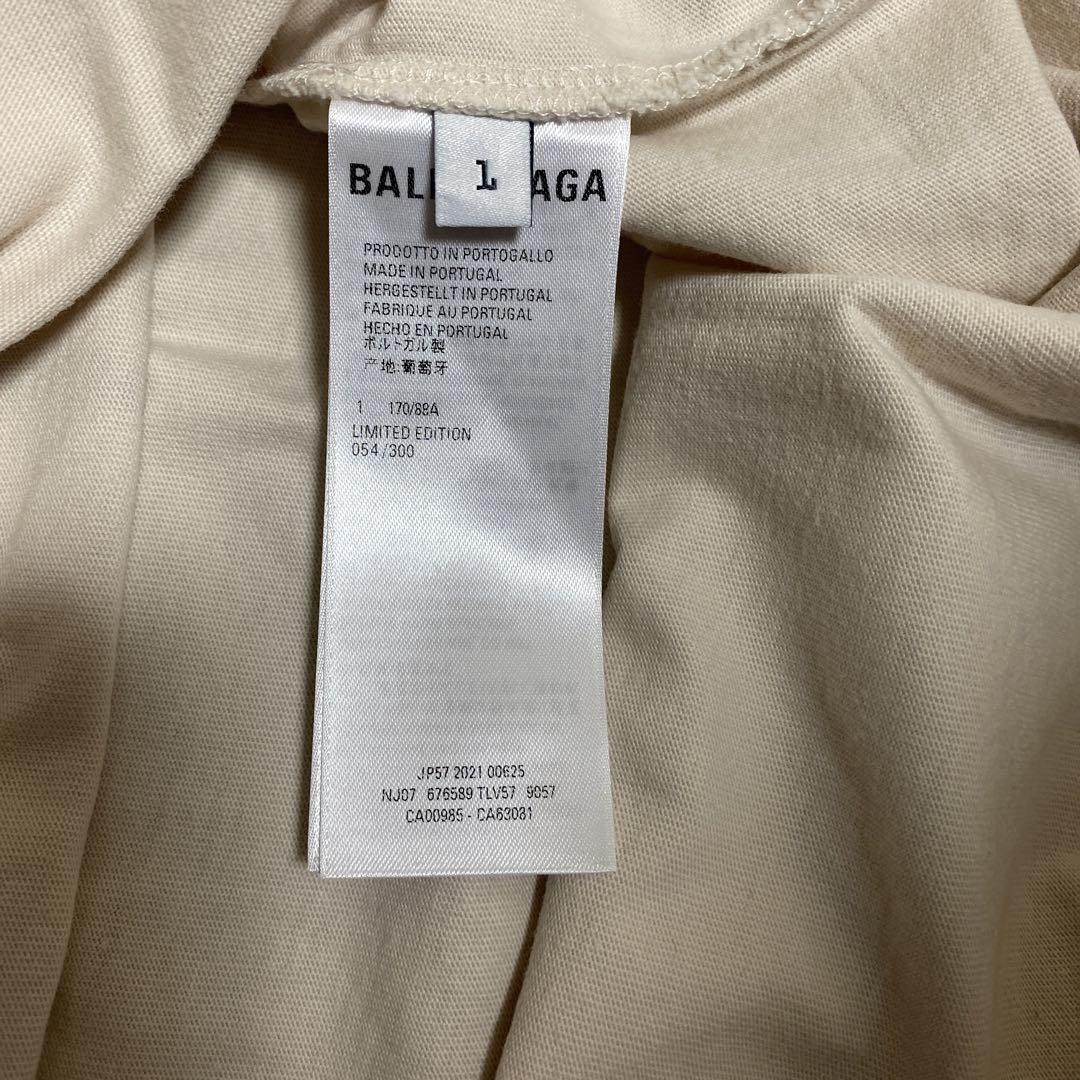 BAL AGA
1
PRODOTTO IN PORTOGALLO
MADE IN PORTUGAL
HERGESTELLT IN PORTUGAL
FABRIQUE AU PORTUGAL
HECHO EN PORTUGAL
ポルトガル製
产地:葡萄牙
1 170/88A
LIMITED EDITION
054/300
JP57 2021 00625
NJ07 676589 TLV57 9057
CA00985 - CA63081